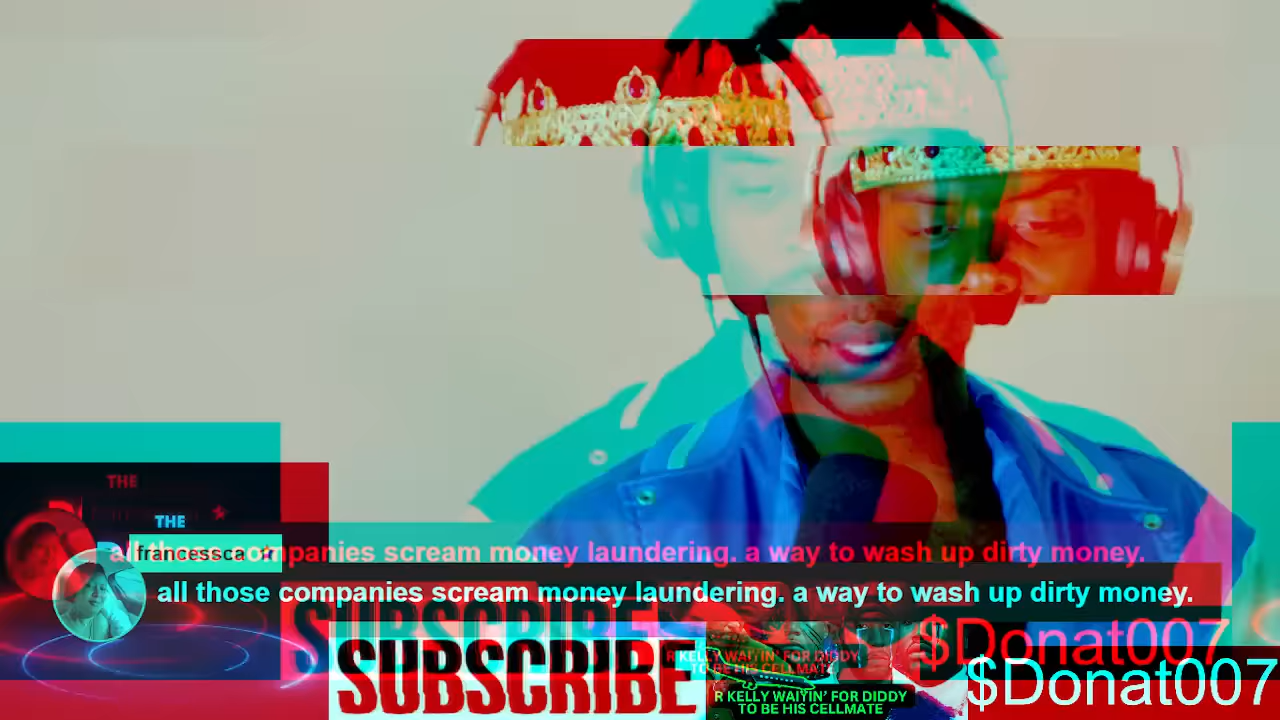 THE
THE
francessca
all those companies scream money laundering. a way to wash up dirty money.
all those companies scream money laundering. a way to wash up dirty money.
SUBSCRIBE
$Donat007
R KELLY WAITIN' FOR DIDDY
TO BE HIS CELLMATE
SUBSCRIBE
$Donat007
R KELLY WAITIN' FOR DIDDY
TO BE HIS CELLMATE